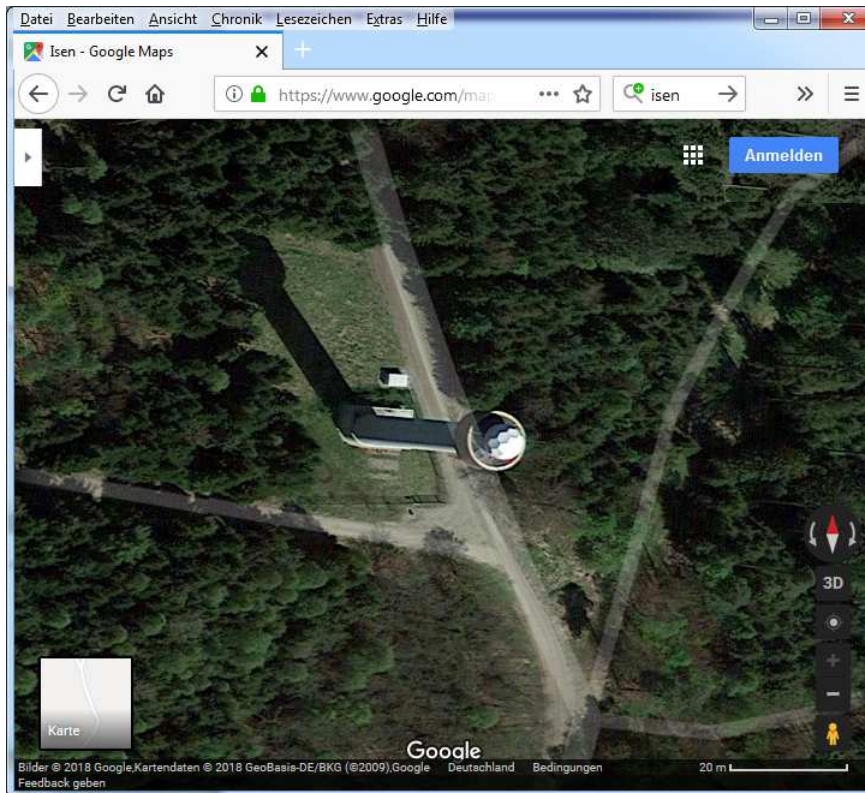 Datei Bearbeiten Ansicht Chronik Lesezeichen Extras Hilfe
Isen - Google Maps
https://www.google.com/map
isen
Anmelden
3D
Karte
Google
Bilder © 2018 Google,Kartendaten © 2018 GeoBasis-DE/BKG (©2009),Google Deutschland Bedingungen 20 m
Feedback geben